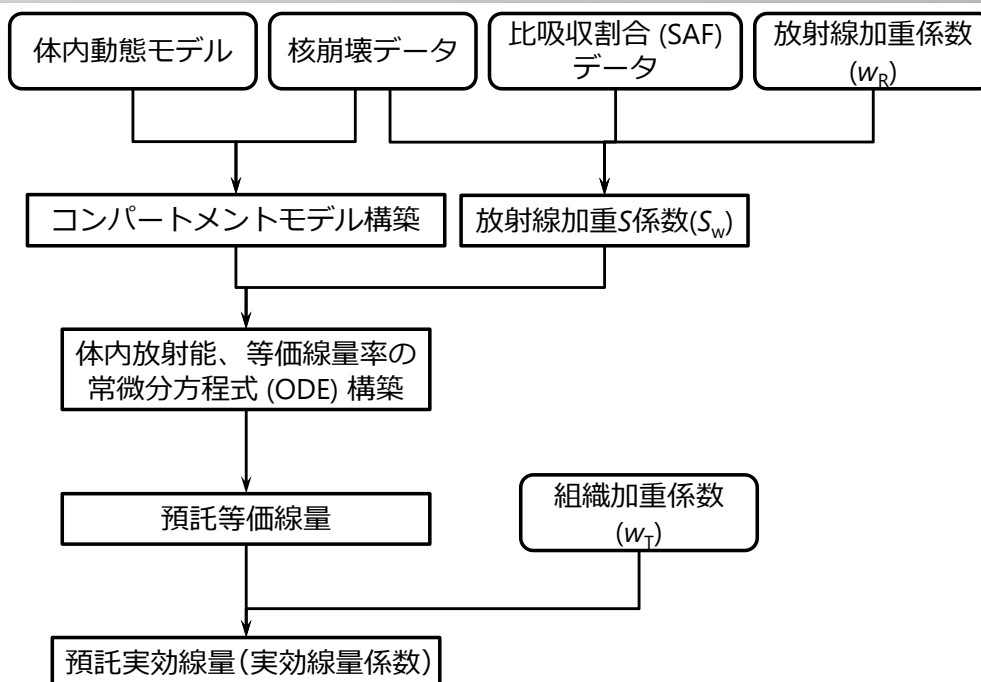 体内動態モデル
核崩壊データ
比吸収割合 (SAF)
データ
放射線加重係数
(wR)
コンパートメントモデル構築
放射線加重S係数(Sw)
体内放射能、等価線量率の
常微分方程式 (ODE) 構築
預託等価線量
組織加重係数
(wT)
預託実効線量(実効線量係数)